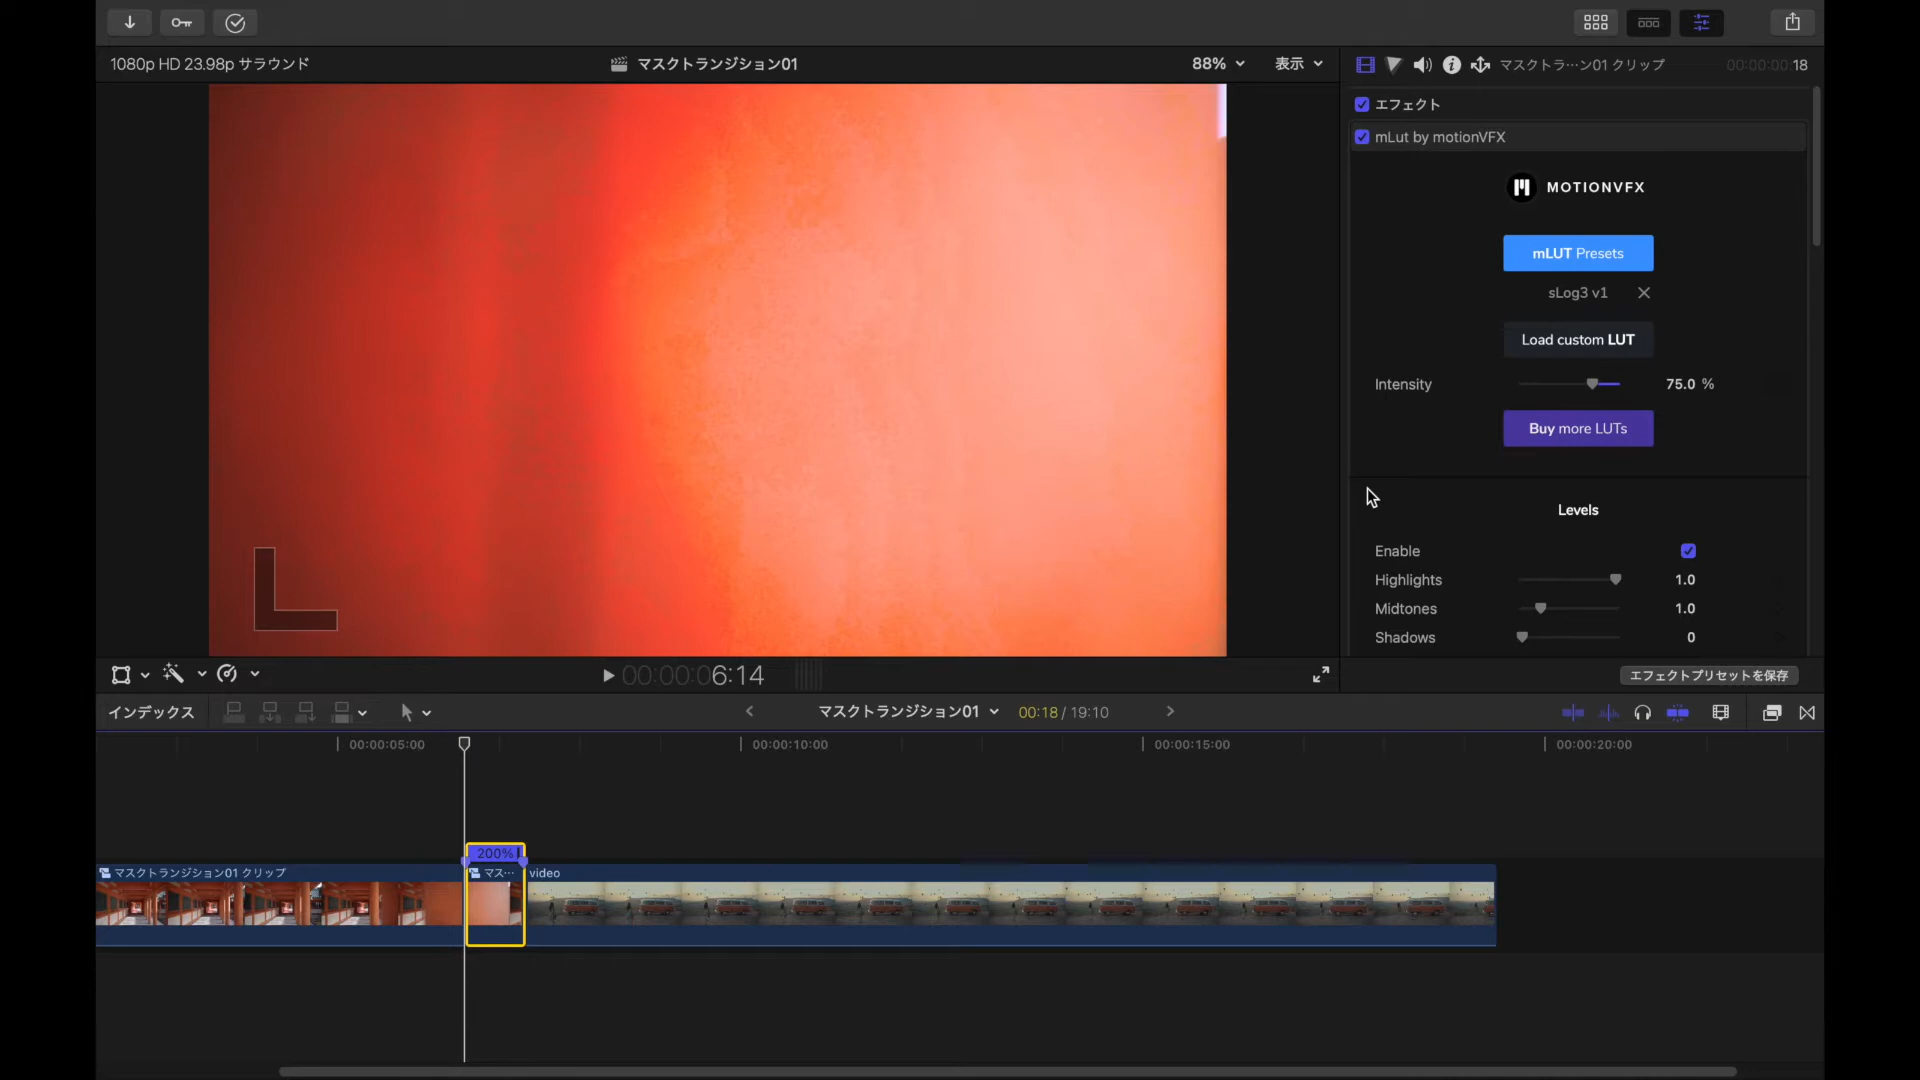 1080p HD 23.98p サラウンド
マスクトランジション01
88%
表示
マスクトラ…ン01 クリップ
00:00:00:18
エフェクト
mLut by motionVFX
MOTIONVFX
mLUT Presets
sLog3 v1
Load custom LUT
Intensity
75.0 %
Buy more LUTs
Levels
Enable
Highlights
1.0
Midtones
1.0
Shadows
0
00:00:06:14
エフェクトプリセットを保存
インデックス
マスクトランジション01
00:18 / 19:10
00:00:05:00
00:00:10:00
00:00:15:00
00:00:20:00
200%
マスクトランジション01 クリップ
マス…
video